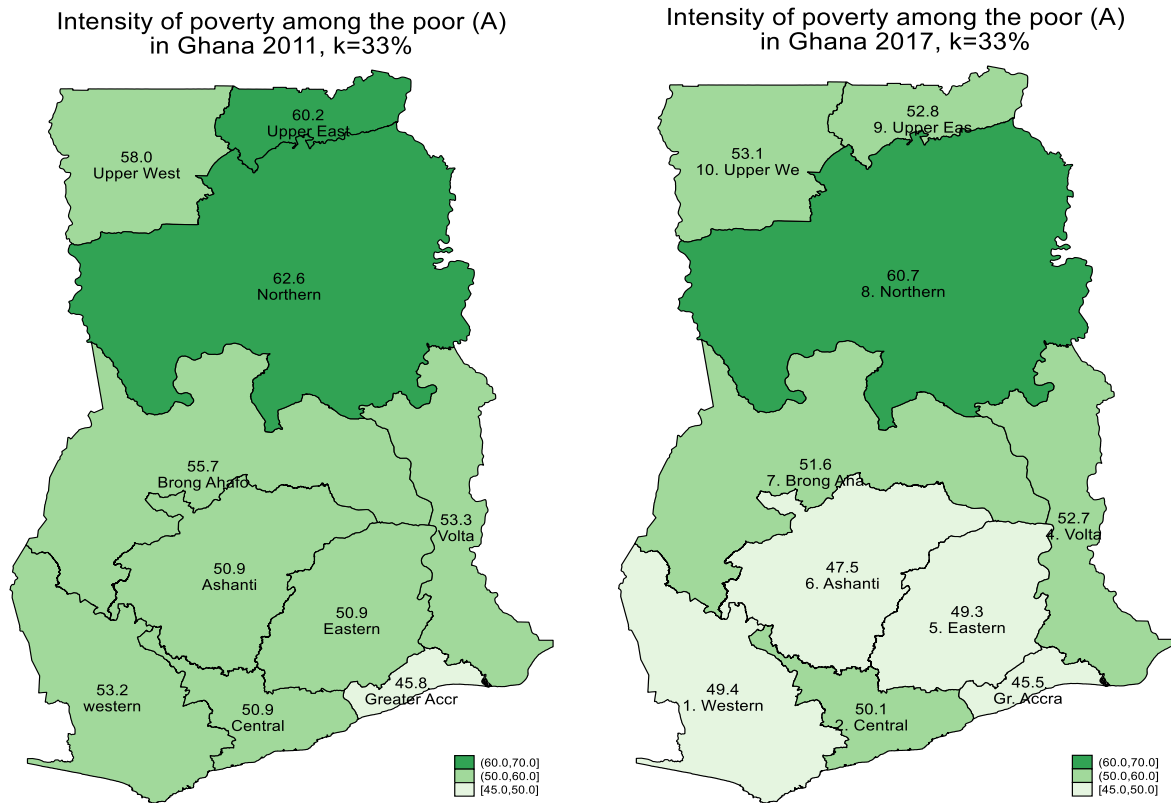 Intensity of poverty among the poor (A)
in Ghana 2011, k=33%
60.2
Upper East
58.0
Upper West
62.6
Northern
55.7
Brong Ahafo
53.3
Volta
50.9
Ashanti
50.9
Eastern
53.2
western
50.9
Central
45.8
Greater Accr
(60.0,70.0]
(50.0,60.0]
[45.0,50.0]
Intensity of poverty among the poor (A)
in Ghana 2017, k=33%
52.8
9. Upper Eas
53.1
10. Upper We
60.7
8. Northern
51.6
7. Brong Aha
52.7
4. Volta
47.5
6. Ashanti
49.3
5. Eastern
49.4
1. Western
50.1
2. Central
45.5
Gr. Accra
(60.0,70.0]
(50.0,60.0]
[45.0,50.0]